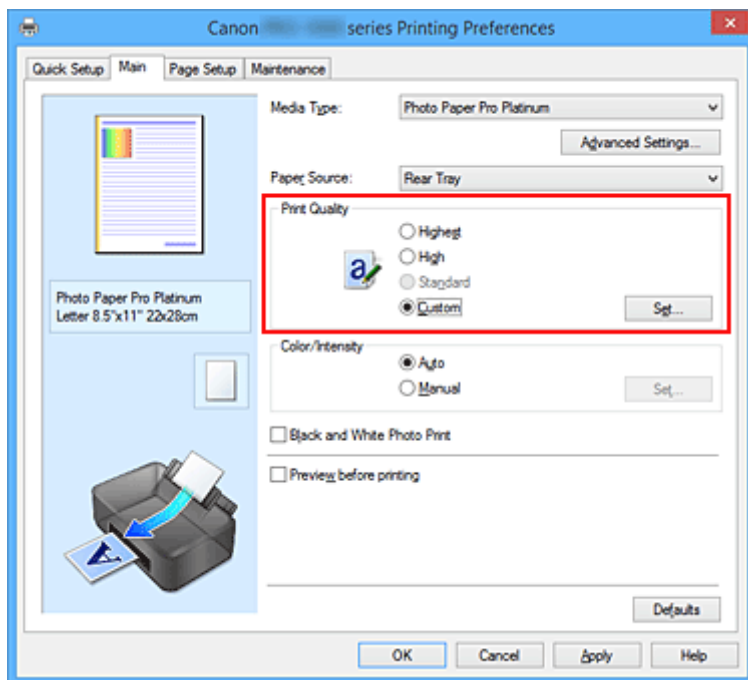 Canon series Printing Preferences
Quick Setup Main Page Setup Maintenance
Media Type: Photo Paper Pro Platinum
Advanced Settings...
Paper Source: Rear Tray
Print Quality
Highest
High
Standard
Custom Set...
Photo Paper Pro Platinum
Letter 8.5"x11" 22x28cm
Color/Intensity
Auto
Manual Set...
Black and White Photo Print
Preview before printing
A
Defaults
OK Cancel Apply Help